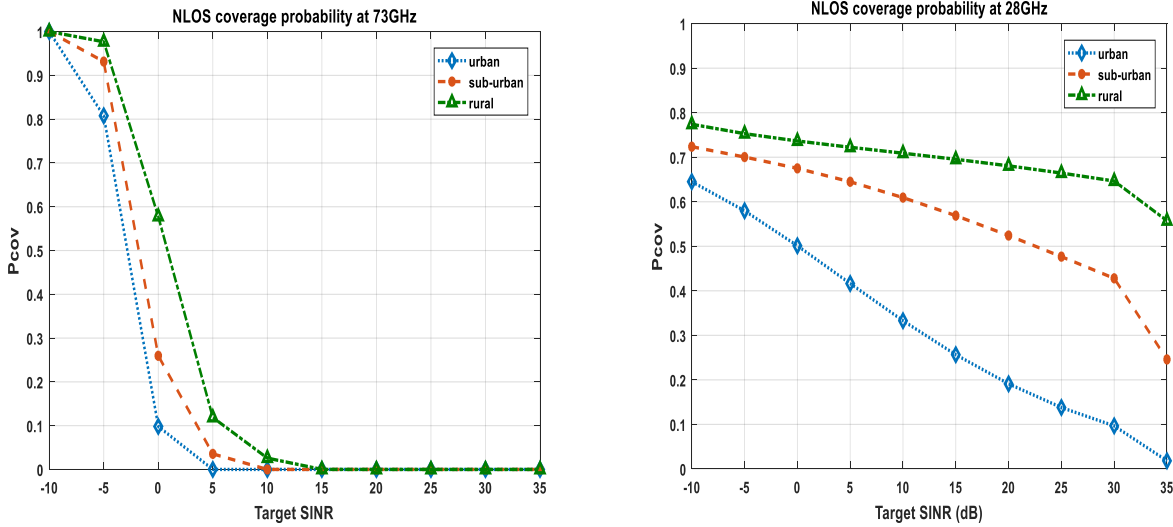 NLOS coverage probability at 73GHz
1
0.9
0.8
0.7
0.6
0.5
0.4
0.3
0.2
0.1
0
Pcov
-10 -5 0 5 10 15 20 25 30 35
Target SINR
urban
sub-urban
rural
NLOS coverage probability at 28GHz
1
0.9
0.8
0.7
0.6
0.5
0.4
0.3
0.2
0.1
0
Pcov
-10 -5 0 5 10 15 20 25 30 35
Target SINR (dB)
urban
sub-urban
rural